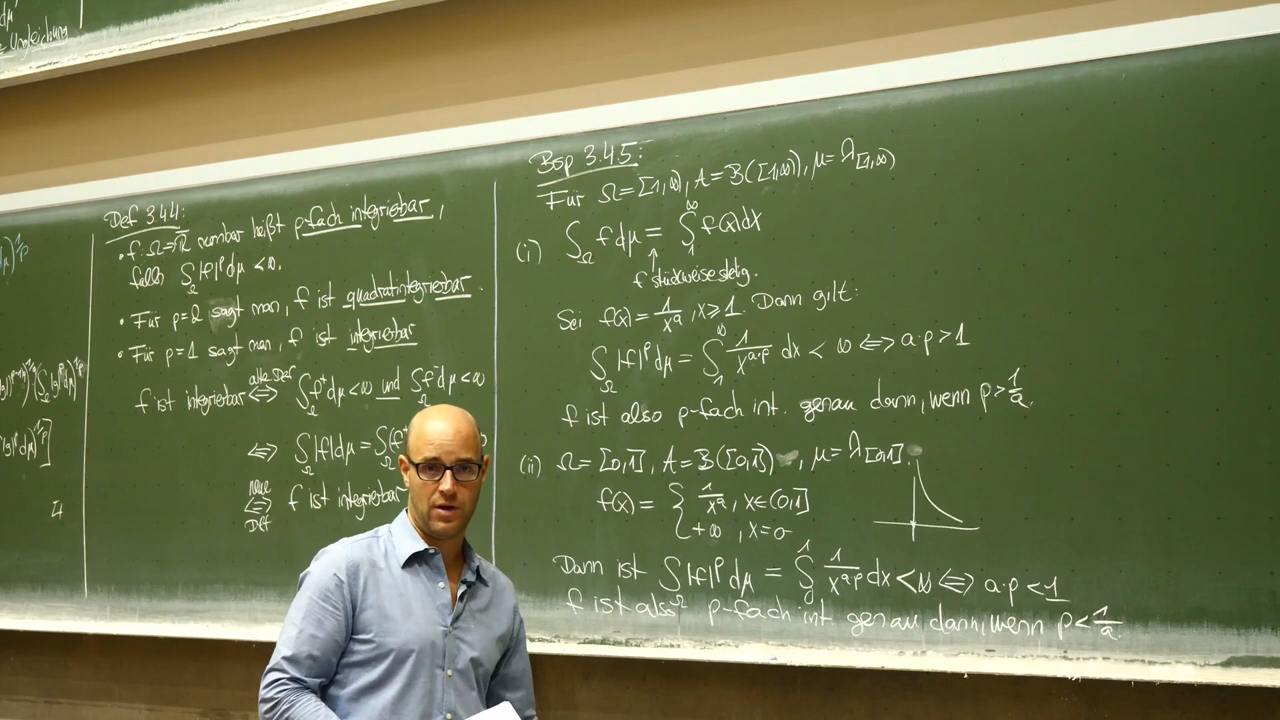 Ungleichung
Def 3.44:
• f: Ω→ℝ̄ messbar heißt p-fach integrierbar,
falls ∫_Ω |f|^p dμ < ∞.
• Für p=2 sagt man, f ist quadratintegrierbar.
• Für p=1 sagt man, f ist integrierbar
f ist integrierbar ⇔ alte Def ∫_Ω f⁺ dμ < ∞ und ∫_Ω f⁻ dμ < ∞
⇔ ∫_Ω |f| dμ = ∫_Ω (f⁺
neue Def ⇔ f ist integrierbar
Bsp 3.45:
Für Ω = [1,∞), A = B([1,∞)), μ = λ_[1,∞)
(i) ∫_Ω f dμ = ∫_1^∞ f(x) dx
↑
f stückweise stetig.
Sei f(x) = 1/x^a, x ≥ 1. Dann gilt:
∫_Ω |f|^p dμ = ∫_1^∞ 1/x^{a·p} dx < ∞ ⇔ a·p > 1
f ist also p-fach int. genau dann, wenn p > 1/a.
(ii) Ω = [0,1], A = B([0,1]), μ = λ_[0,1].
f(x) = { 1/x^a, x∈(0,1]
+∞, x=0
Dann ist ∫_Ω |f|^p dμ = ∫_0^1 1/x^{a·p} dx < ∞ ⇔ a·p < 1
f ist also p-fach int genau dann, wenn p < 1/a.